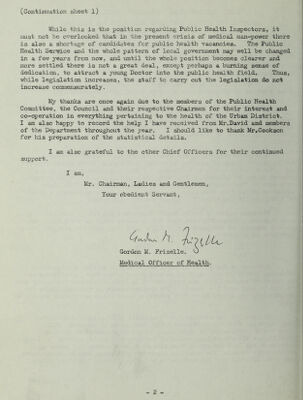 (Continuation sheet 1)
While this is the position regarding Public Health Inspectors, it
must not be overlooked that in the present crisis of medical man-power there
is also a shortage of candidates for public health vacancies. The Public
Health Service and the whole pattern of local government may well be changed
in a few years from now, and until the whole position becomes clearer and
more settled there is not a great deal, except perhaps a burning sense of
dedication, to attract a young Doctor into the public health field. Thus,
while legislation increases, the staff to carry out the legislation do not
increase commensurately.
My thanks are once again due to the members of the Public Health
Committee, the Council and their respective Chairmen for their interest and
co-operation in everything pertaining to the health of the Urban District.
I am also happy to record the help I have received from Mr.David and members
of the Department throughout the year. I should like to thank Mr.Cookson
for his preparation of the statistical details.
I am also grateful to the other Chief Officers for their continued
support.
I am,
Mr. Chairman, Ladies and Gentlemen,
Your obedient Servant,
Gordon M. Frizelle
Gordon M. Frizelle.
Medical Officer of Health.
- 2 -